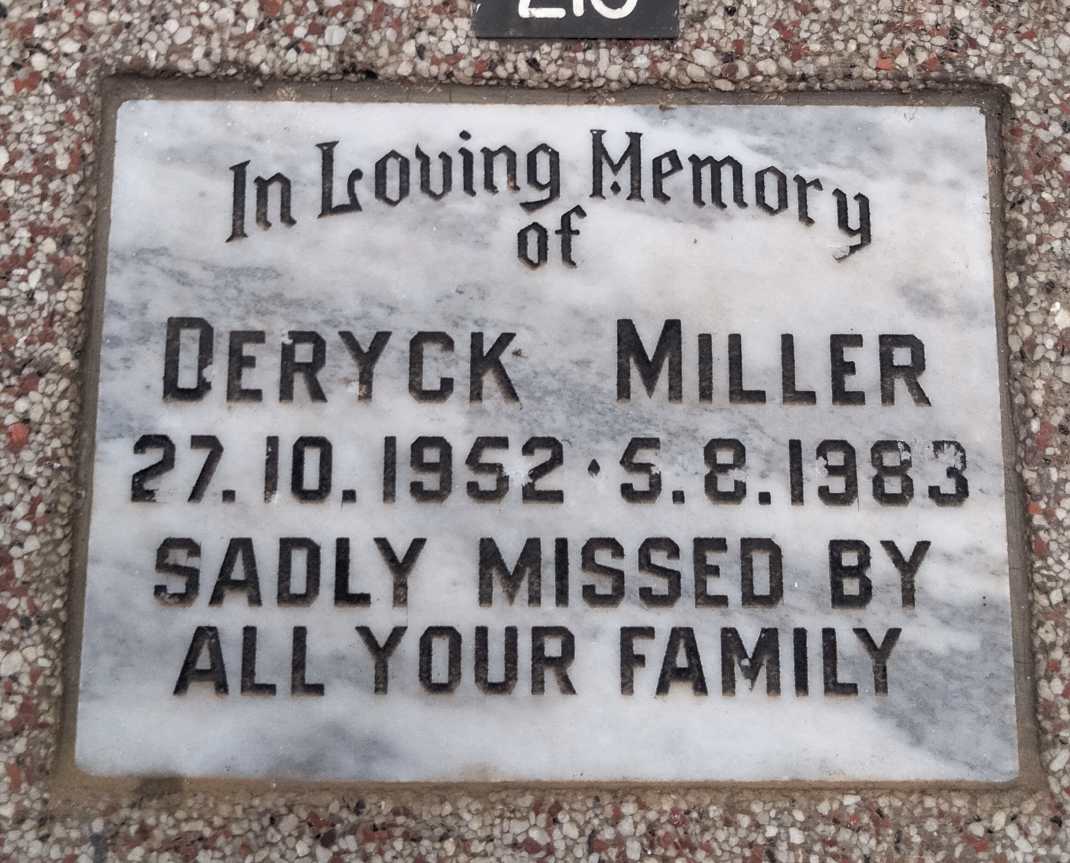 In Loving Memory
of
DERYCK MILLER
27.10.1952·5.8.1983
SADLY MISSED BY
ALL YOUR FAMILY